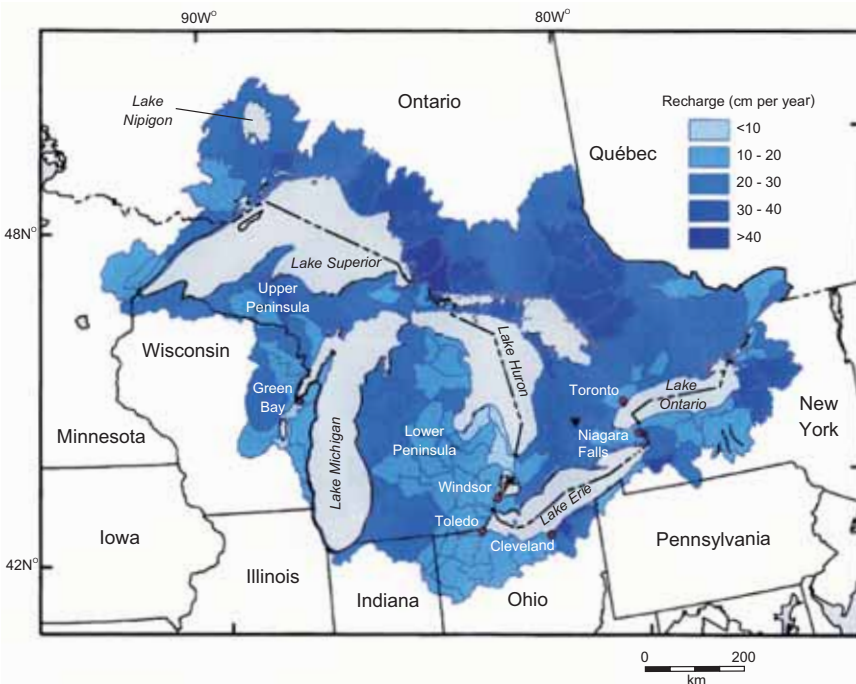 90W°
80W°
Lake
Nipigon
Ontario
Recharge (cm per year)
<10
10 - 20
20 - 30
30 - 40
>40
Québec
48N°
Lake Superior
Upper
Peninsula
Wisconsin
Lake Huron
Green
Bay
Toronto
Lake
Ontario
Minnesota
Lower
Peninsula
Niagara
Falls
New
York
Lake Michigan
Windsor
Lake Erie
Toledo
Iowa
Cleveland
Pennsylvania
42N°
Illinois
Indiana
Ohio
0
200
km